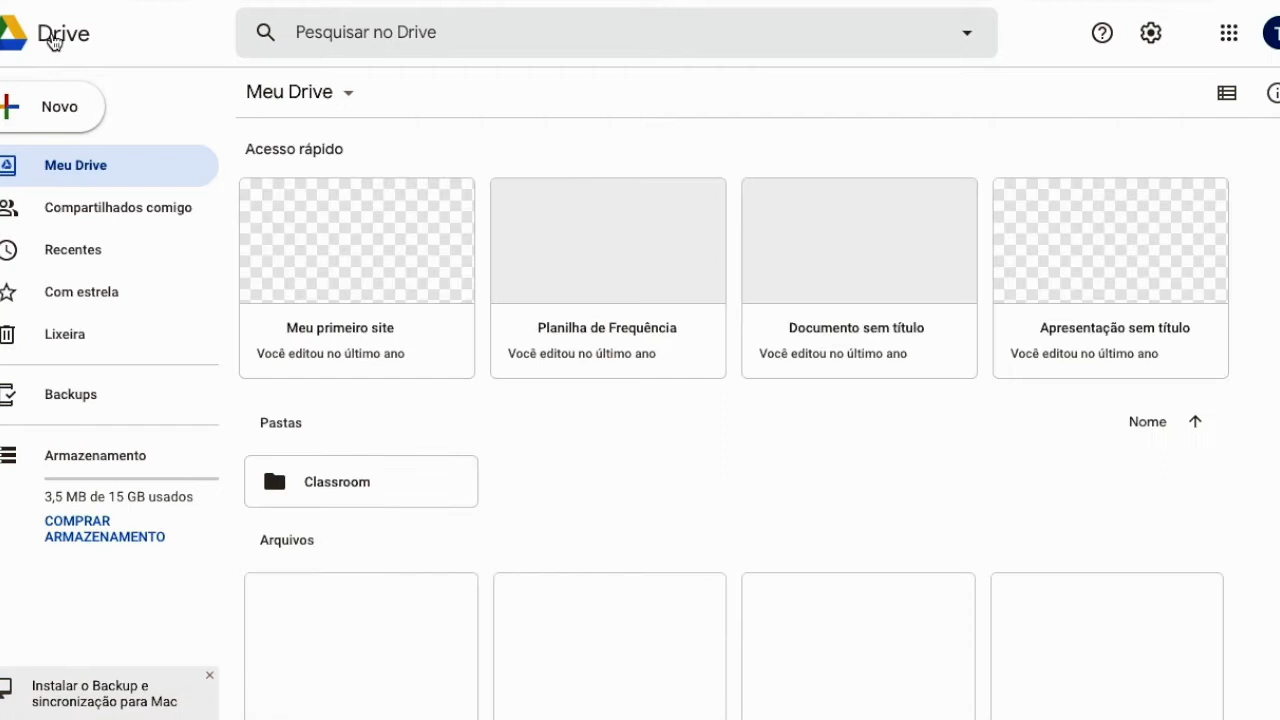 Drive
Pesquisar no Drive
Novo
Meu Drive
Meu Drive
Compartilhados comigo
Recentes
Com estrela
Lixeira
Backups
Armazenamento
3,5 MB de 15 GB usados
COMPRAR
ARMAZENAMENTO
Instalar o Backup e
sincronização para Mac
Acesso rápido
Meu primeiro site
Você editou no último ano
Planilha de Frequência
Você editou no último ano
Documento sem título
Você editou no último ano
Apresentação sem título
Você editou no último ano
Pastas
Nome
Classroom
Arquivos